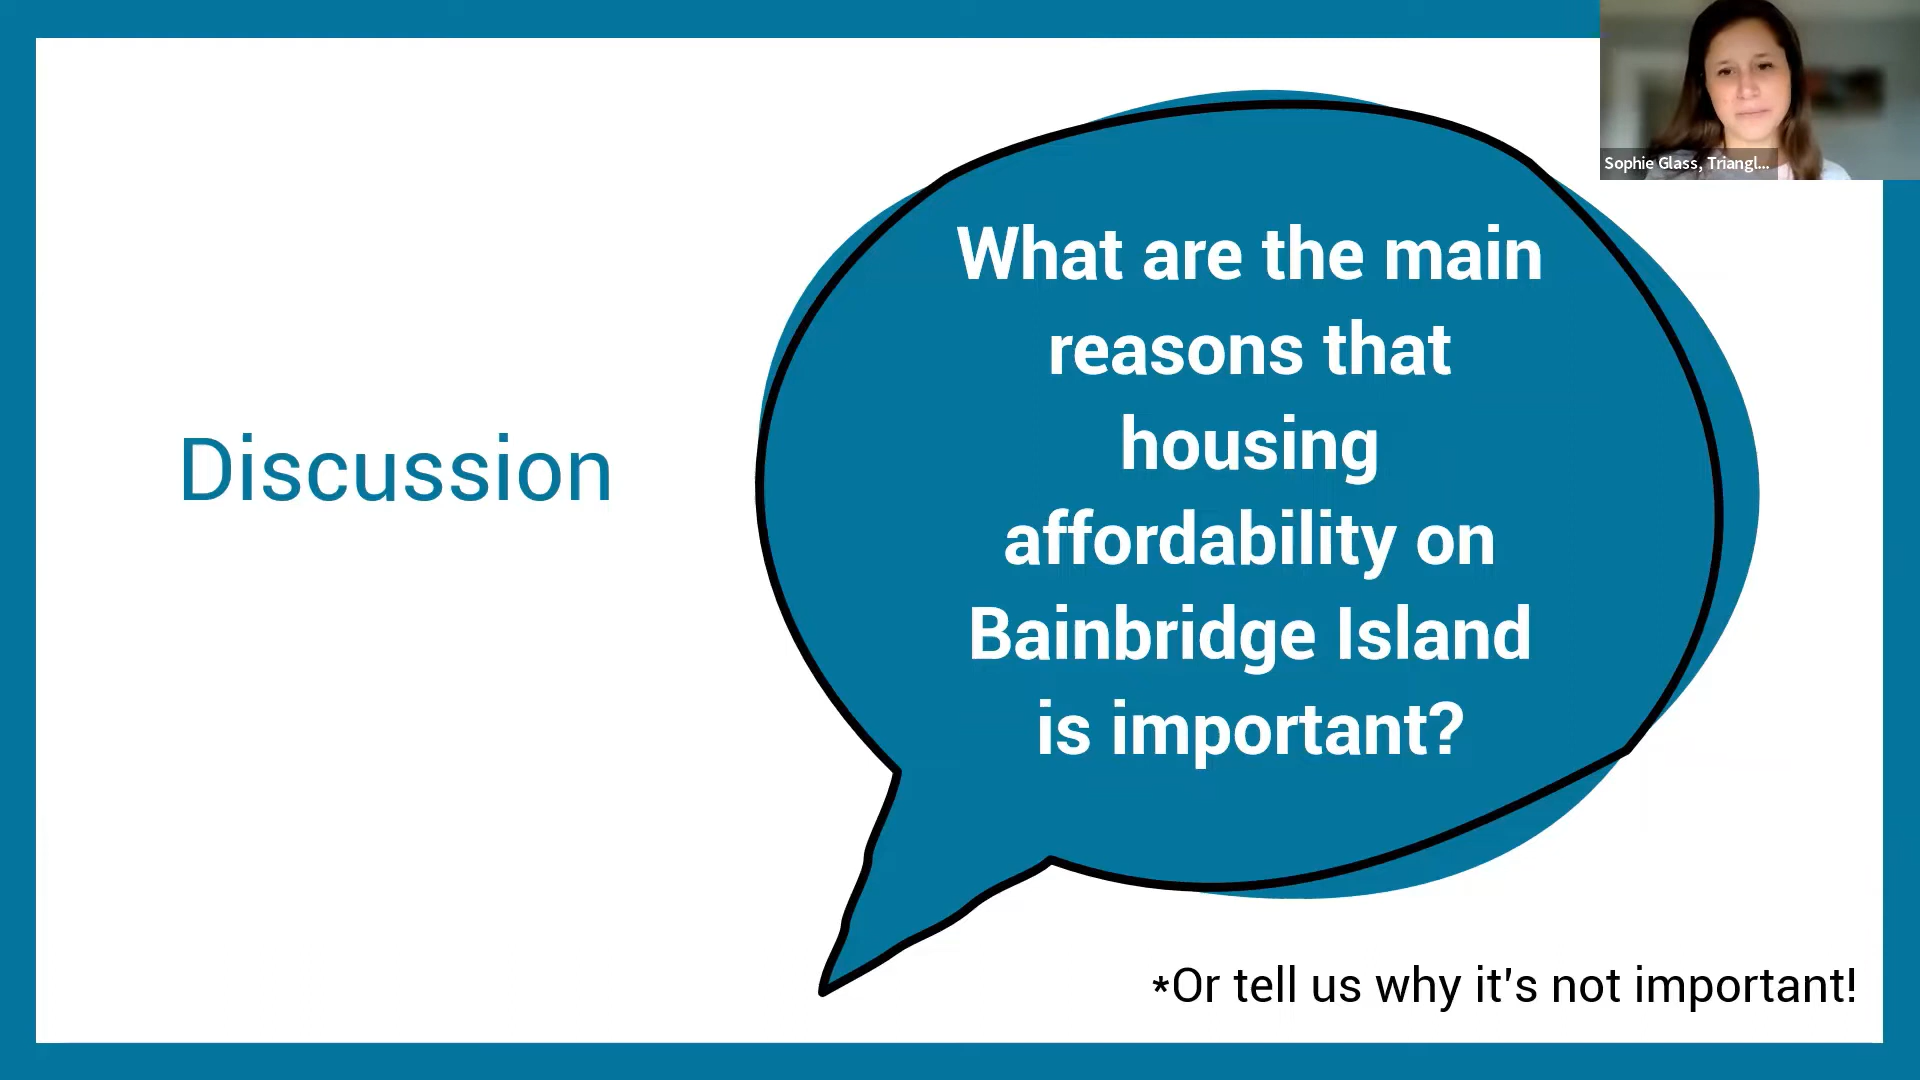 Sophie Glass, Triangl...
Discussion
What are the main
reasons that
housing
affordability on
Bainbridge Island
is important?
*Or tell us why it's not important!